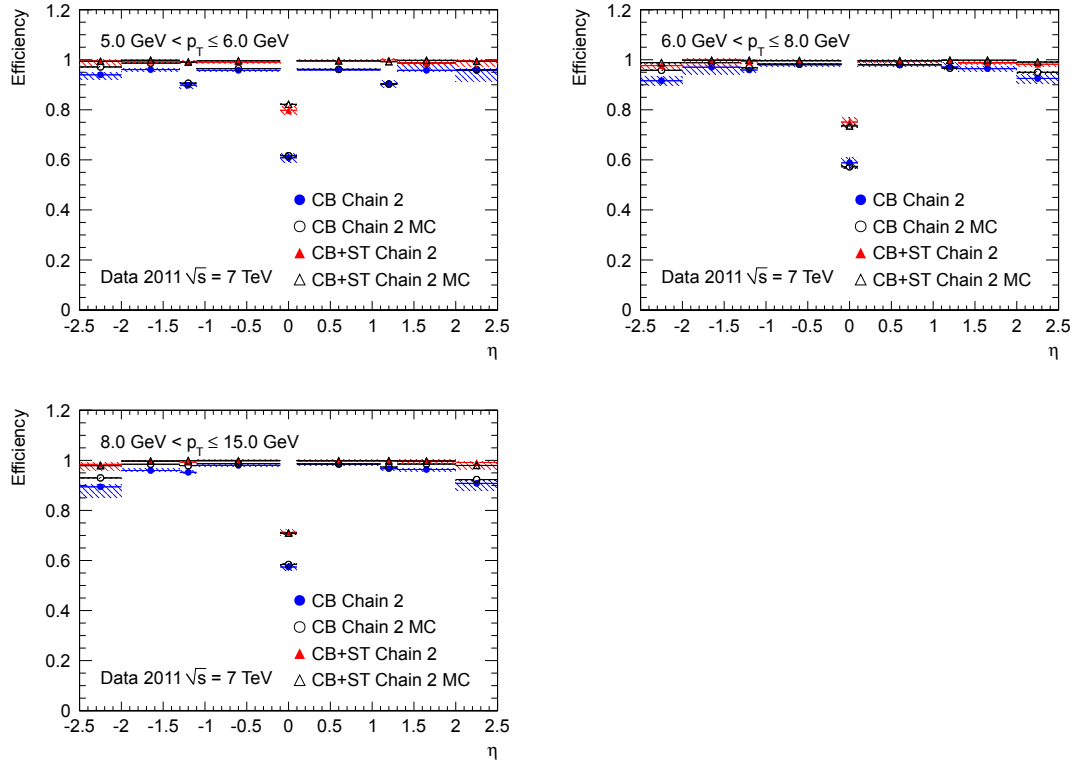 Efficiency
1.2
1
0.8
0.6
0.4
0.2
0
5.0 GeV < p_T ≤ 6.0 GeV
CB Chain 2
CB Chain 2 MC
CB+ST Chain 2
CB+ST Chain 2 MC
Data 2011 √s = 7 TeV
-2.5 -2 -1.5 -1 -0.5 0 0.5 1 1.5 2 2.5
η
Efficiency
1.2
1
0.8
0.6
0.4
0.2
0
6.0 GeV < p_T ≤ 8.0 GeV
CB Chain 2
CB Chain 2 MC
CB+ST Chain 2
CB+ST Chain 2 MC
Data 2011 √s = 7 TeV
-2.5 -2 -1.5 -1 -0.5 0 0.5 1 1.5 2 2.5
η
Efficiency
1.2
1
0.8
0.6
0.4
0.2
0
8.0 GeV < p_T ≤ 15.0 GeV
CB Chain 2
CB Chain 2 MC
CB+ST Chain 2
CB+ST Chain 2 MC
Data 2011 √s = 7 TeV
-2.5 -2 -1.5 -1 -0.5 0 0.5 1 1.5 2 2.5
η